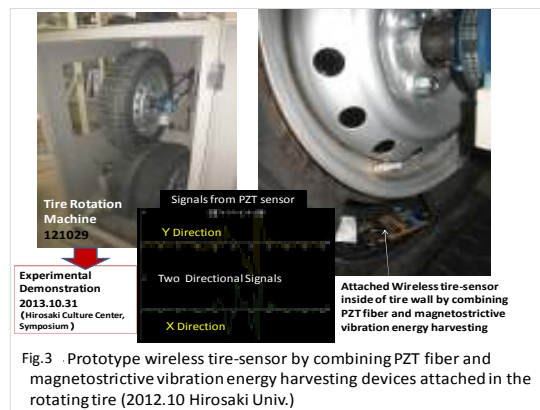 Tire Rotation
Machine
121029
Experimental
Demonstration
2013.10.31
(Hirosaki Culture Center,
Symposium)
Signals from PZT sensor
Y Direction
Two Directional Signals
X Direction
Attached Wireless tire-sensor
inside of tire wall by combining
PZT fiber and magnetostrictive
vibration energy harvesting
Fig.3 Prototype wireless tire-sensor by combining PZT fiber and
magnetostrictive vibration energy harvesting devices attached in the
rotating tire (2012.10 Hirosaki Univ.)